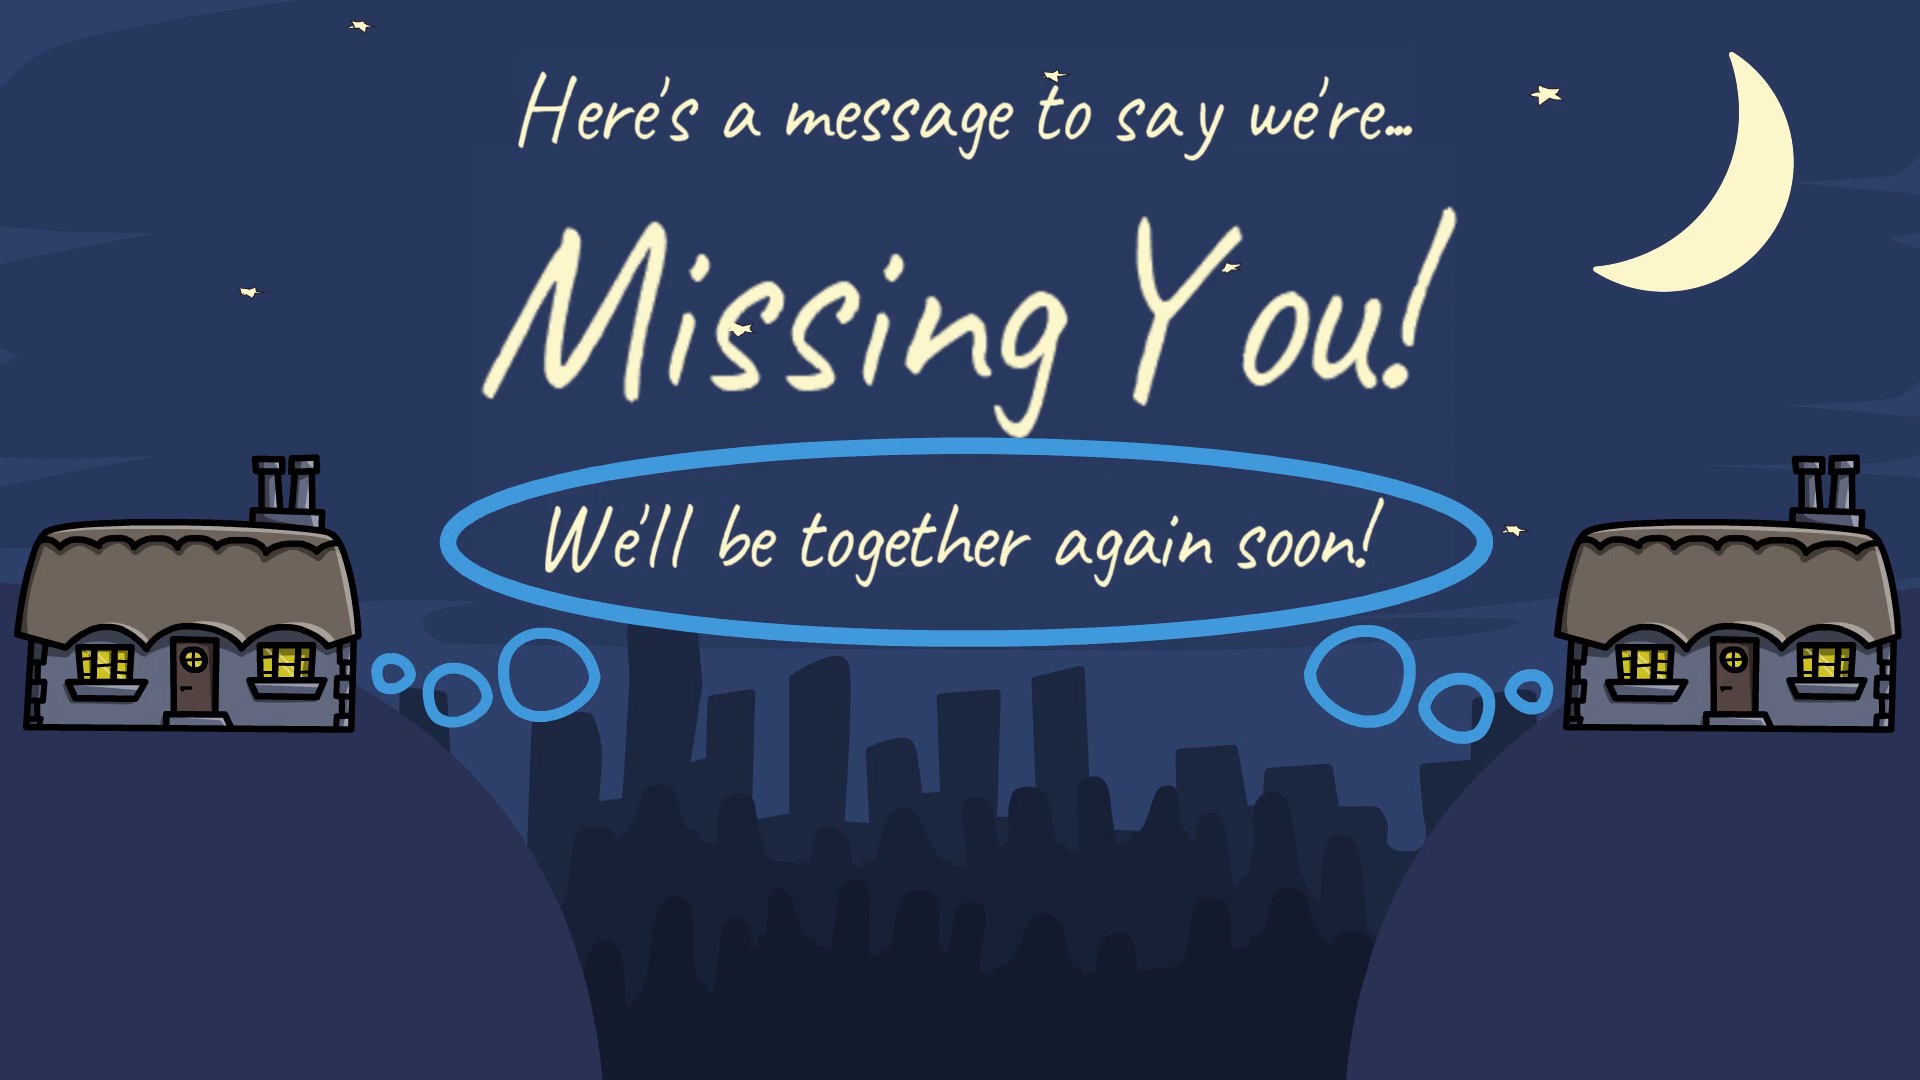 Here's a message to say we're...
Missing You!
We'll be together again soon!